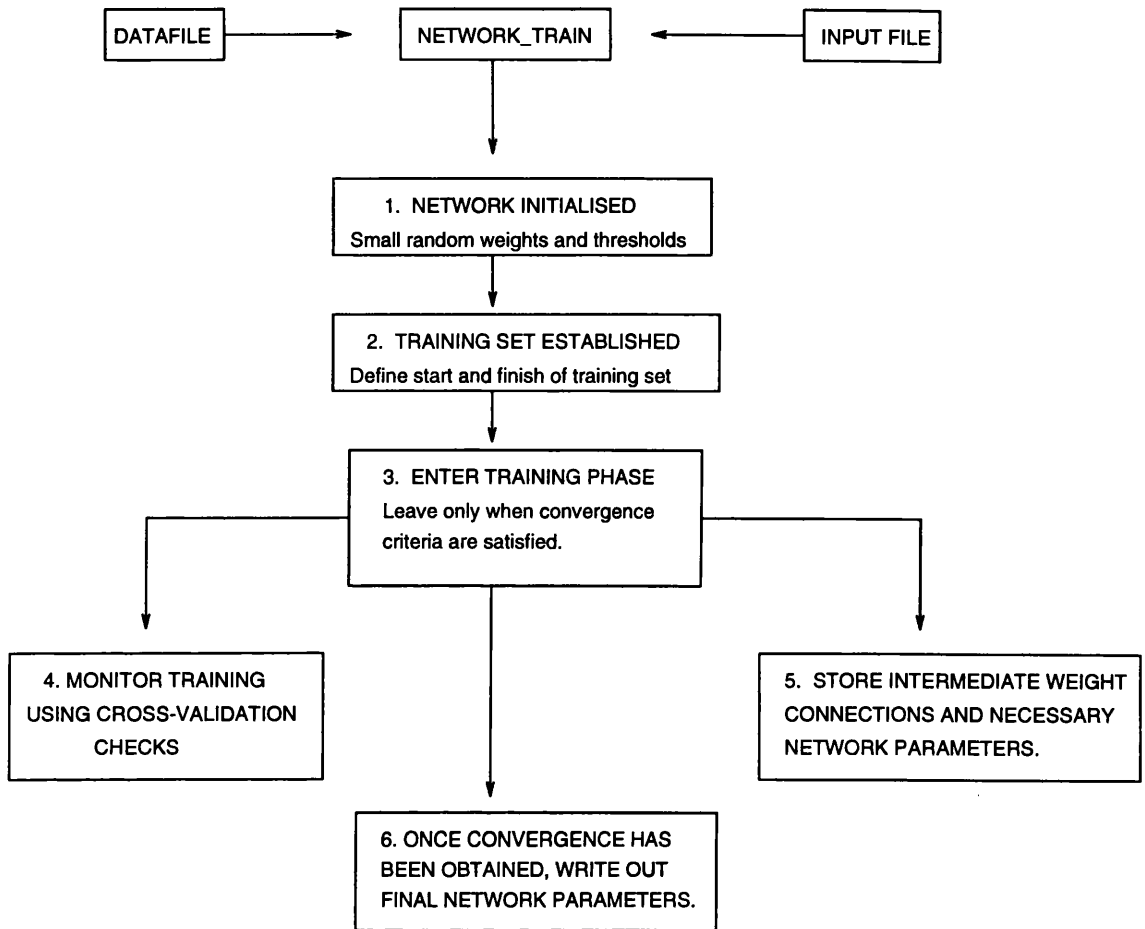 DATAFILE
NETWORK_TRAIN
INPUT FILE
1. NETWORK INITIALISED
Small random weights and thresholds
2. TRAINING SET ESTABLISHED
Define start and finish of training set
3. ENTER TRAINING PHASE
Leave only when convergence
criteria are satisfied.
4. MONITOR TRAINING
USING CROSS-VALIDATION
CHECKS
5. STORE INTERMEDIATE WEIGHT
CONNECTIONS AND NECESSARY
NETWORK PARAMETERS.
6. ONCE CONVERGENCE HAS
BEEN OBTAINED, WRITE OUT
FINAL NETWORK PARAMETERS.